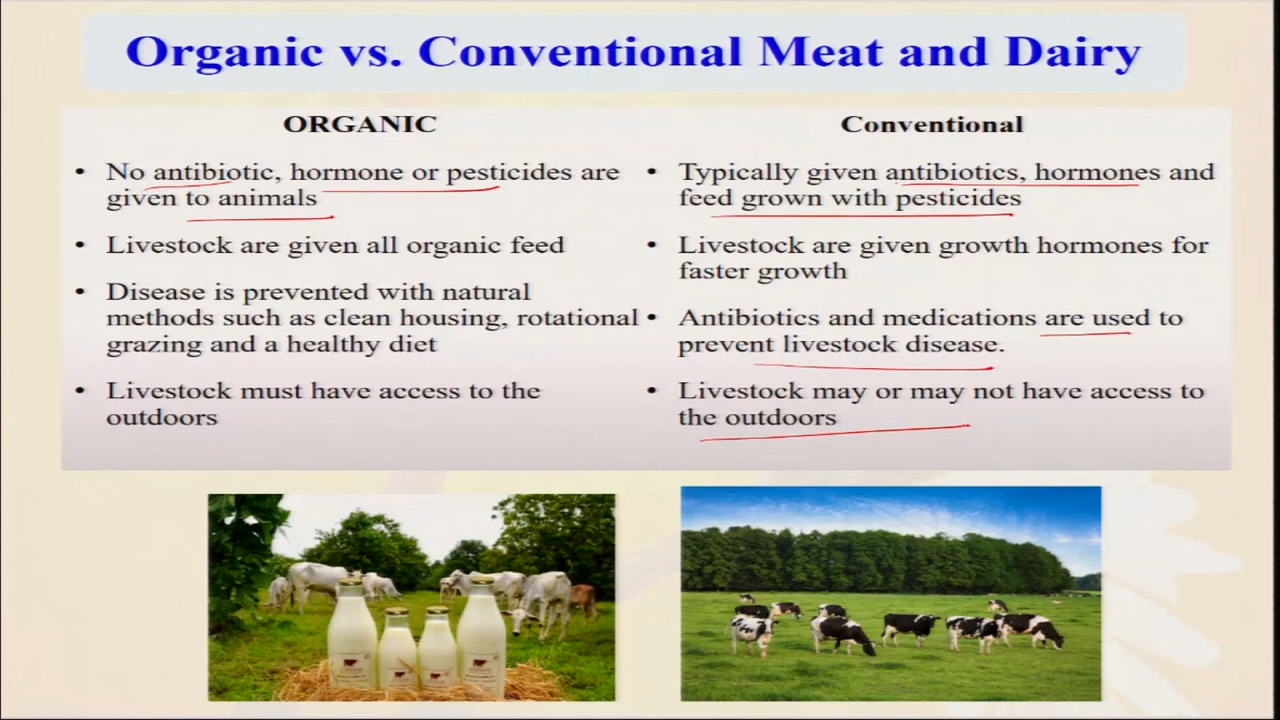 Organic vs. Conventional Meat and Dairy
ORGANIC
• No antibiotic, hormone or pesticides are
given to animals
• Livestock are given all organic feed
• Disease is prevented with natural
methods such as clean housing, rotational
grazing and a healthy diet
• Livestock must have access to the
outdoors
Conventional
• Typically given antibiotics, hormones and
feed grown with pesticides
• Livestock are given growth hormones for
faster growth
• Antibiotics and medications are used to
prevent livestock disease.
• Livestock may or may not have access to
the outdoors